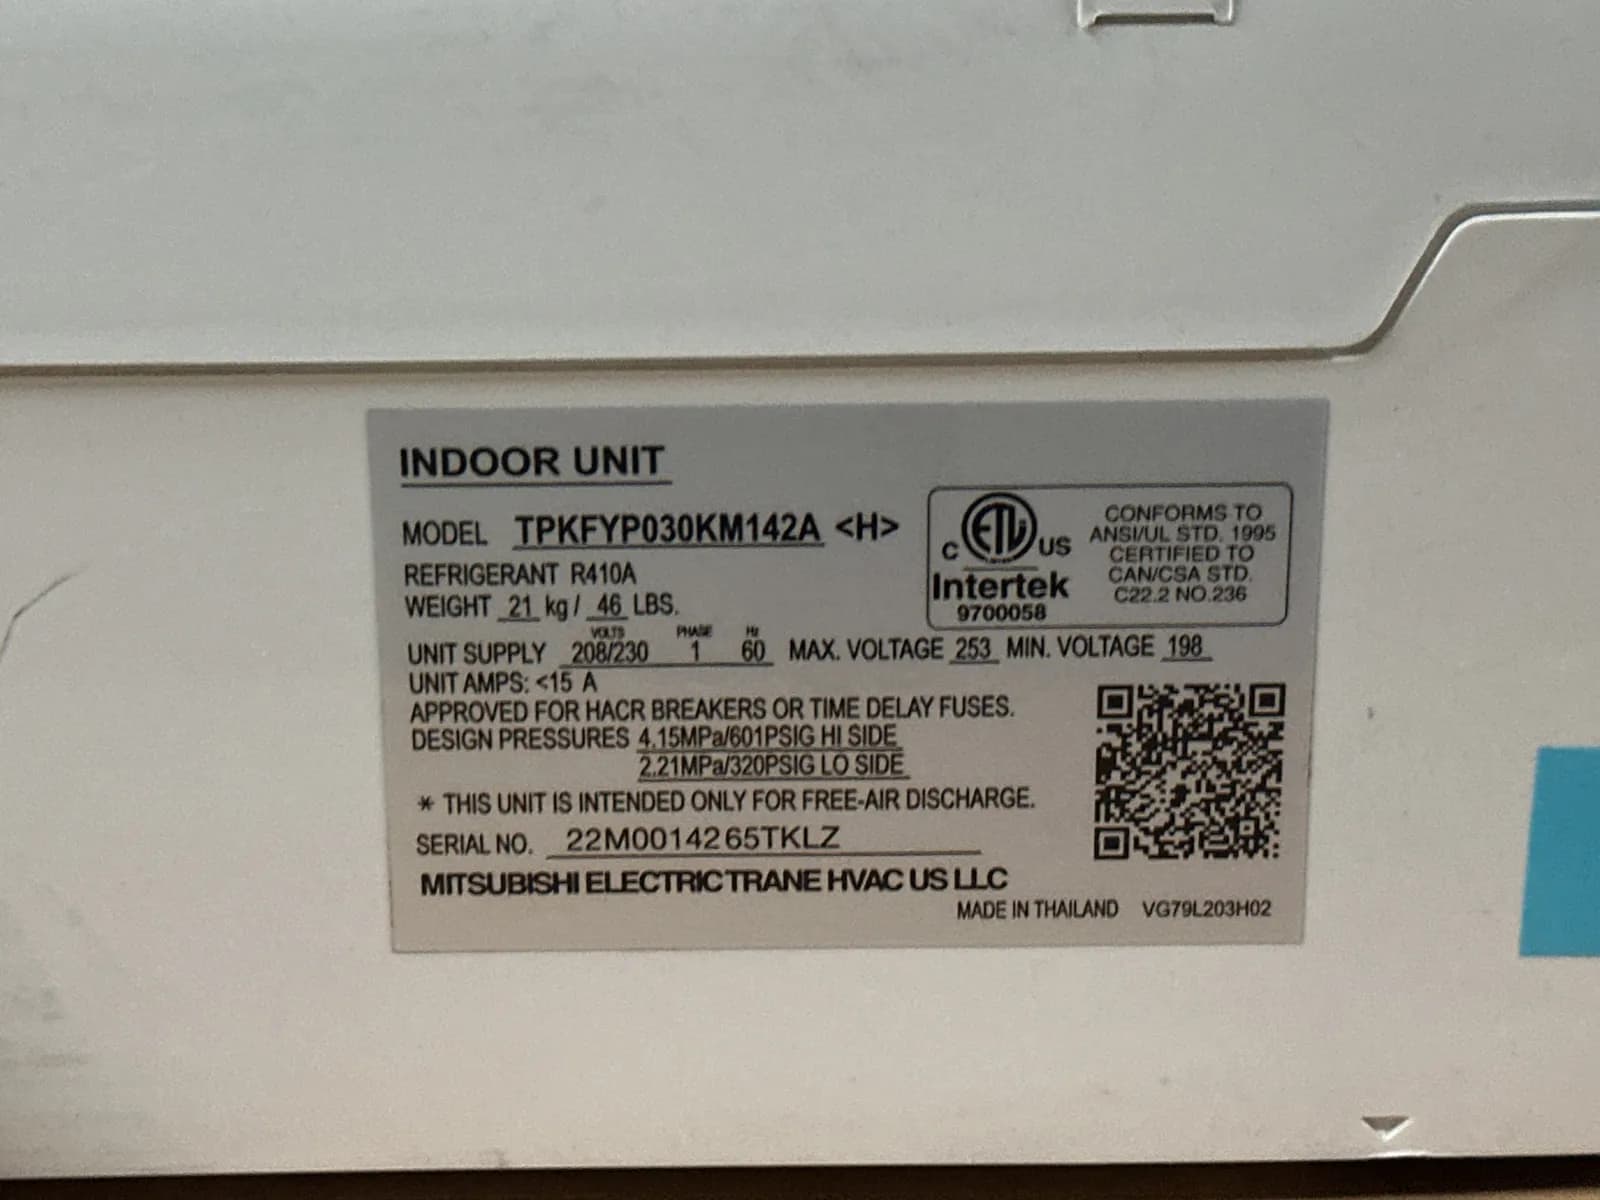 INDOOR UNIT
MODEL TPKFYP030KM142A <H>
REFRIGERANT R410A
WEIGHT 21 kg / 46 LBS.
C ETL US
Intertek
9700058
CONFORMS TO
ANSI/UL STD. 1995
CERTIFIED TO
CAN/CSA STD.
C22.2 NO.236
VOLTS PHASE Hz
UNIT SUPPLY 208/230 1 60 MAX. VOLTAGE 253 MIN. VOLTAGE 198
UNIT AMPS: <15 A
APPROVED FOR HACR BREAKERS OR TIME DELAY FUSES.
DESIGN PRESSURES 4.15MPa/601PSIG HI SIDE
2.21MPa/320PSIG LO SIDE
* THIS UNIT IS INTENDED ONLY FOR FREE-AIR DISCHARGE.
SERIAL NO. 22M0014265TKLZ
MITSUBISHI ELECTRIC TRANE HVAC US LLC
MADE IN THAILAND VG79L203H02